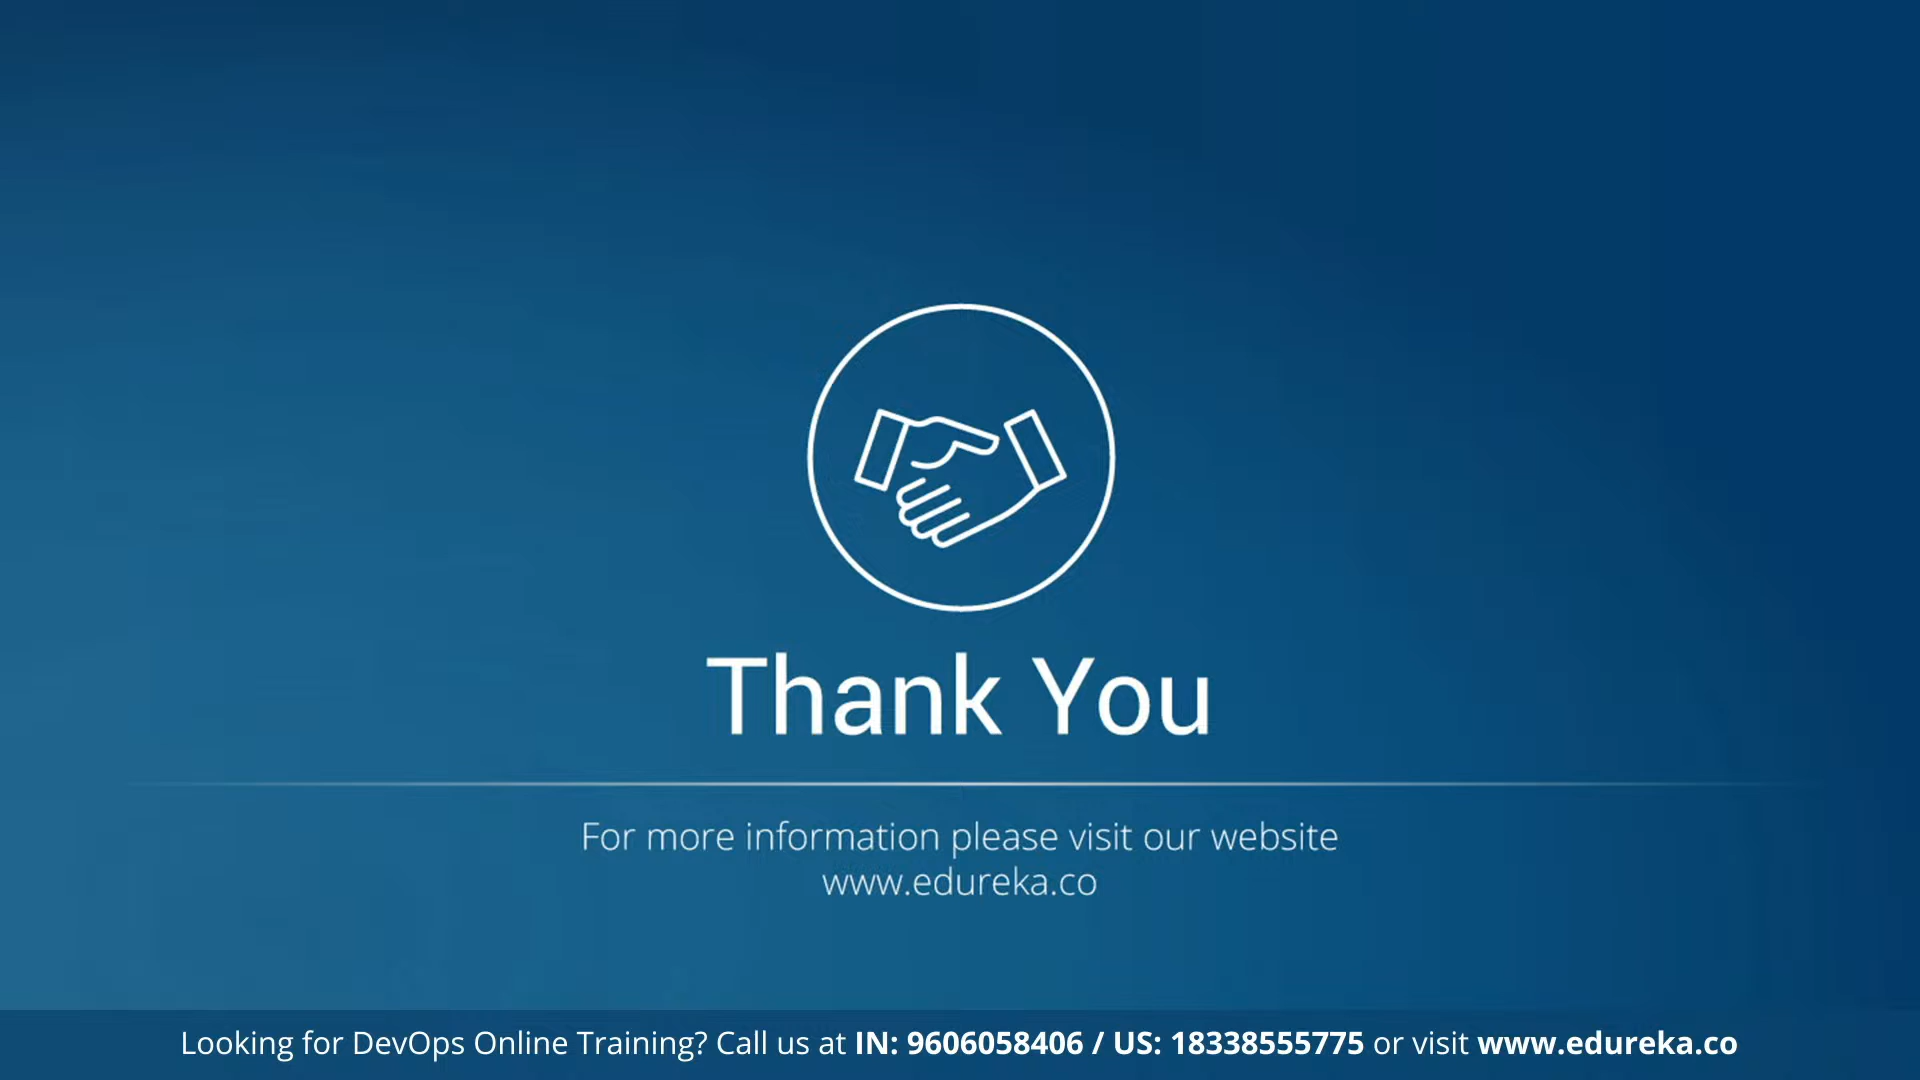 Thank You
For more information please visit our website
www.edureka.co
Looking for DevOps Online Training? Call us at IN: 9606058406 / US: 18338555775 or visit www.edureka.co